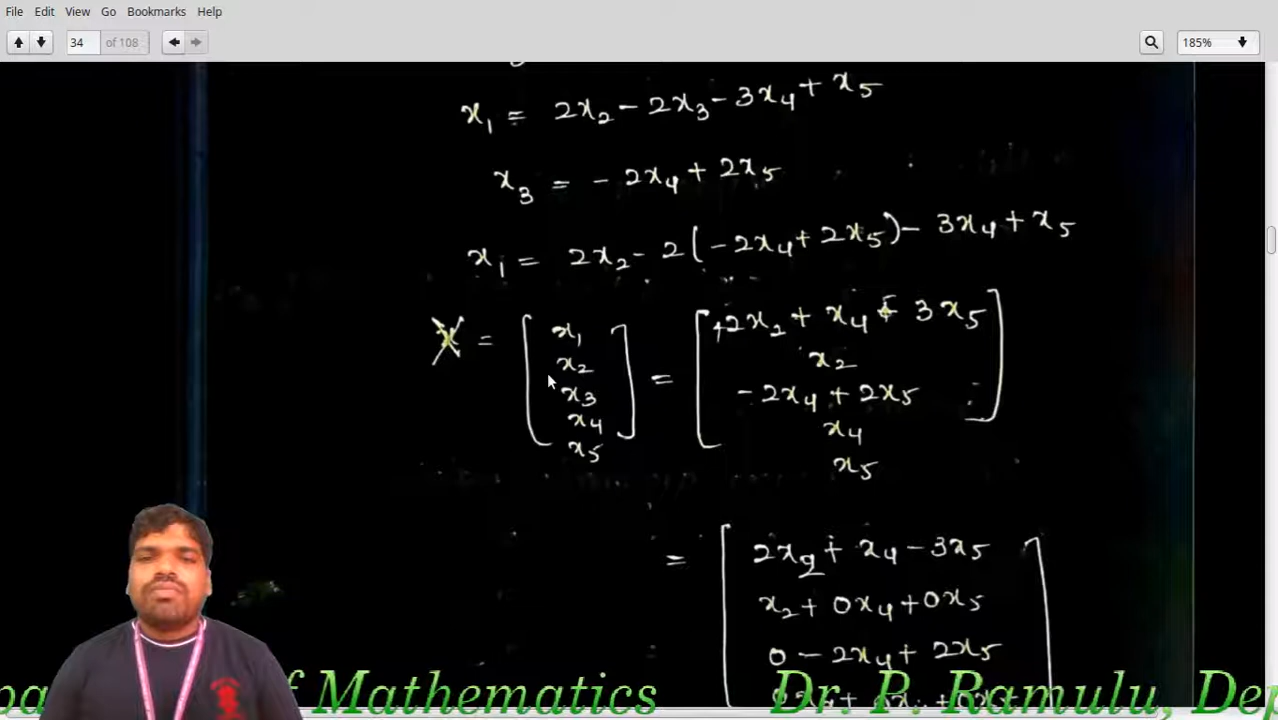 File Edit View Go Bookmarks Help
34 of 108 185%
x₁ = 2x₂ - 2x₃ - 3x₄ + x₅
x₃ = - 2x₄ + 2x₅
x₁ = 2x₂ - 2(-2x₄ + 2x₅) - 3x₄ + x₅
X = [x₁ x₂ x₃ x₄ x₅] =
+2x₂ + x₄ + 3x₅
x₂
-2x₄ + 2x₅
x₄
x₅
=
2x₂ + x₄ - 3x₅
x₂ + 0x₄ + 0x₅
0 - 2x₄ + 2x₅
of Mathematics Dr. P. Ramulu, Dep